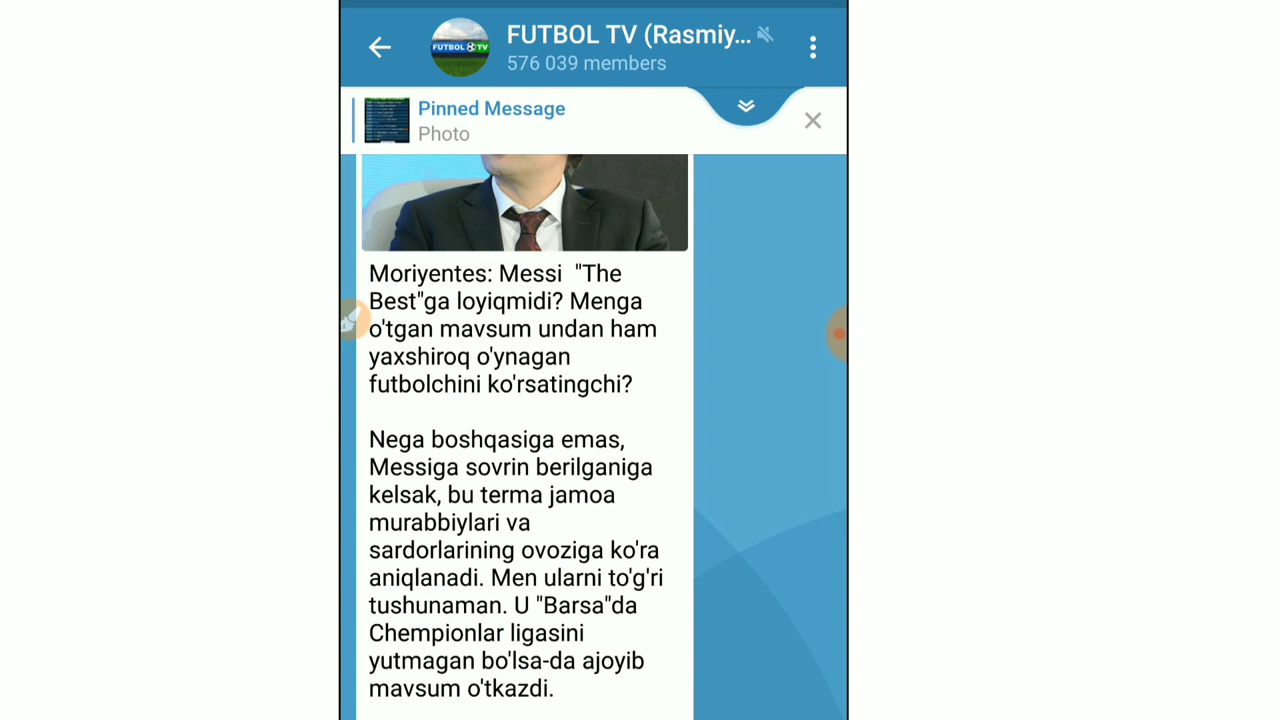 FUTBOL TV (Rasmiy...
576 039 members
FUTBOL TV
Pinned Message
Photo
Moriyentes: Messi "The
Best"ga loyiqmidi? Menga
o'tgan mavsum undan ham
yaxshiroq o'ynagan
futbolchini ko'rsatingchi?
Nega boshqasiga emas,
Messiga sovrin berilganiga
kelsak, bu terma jamoa
murabbiylari va
sardorlarining ovoziga ko'ra
aniqlanadi. Men ularni to'g'ri
tushunaman. U "Barsa"da
Chempionlar ligasini
yutmagan bo'lsa-da ajoyib
mavsum o'tkazdi.